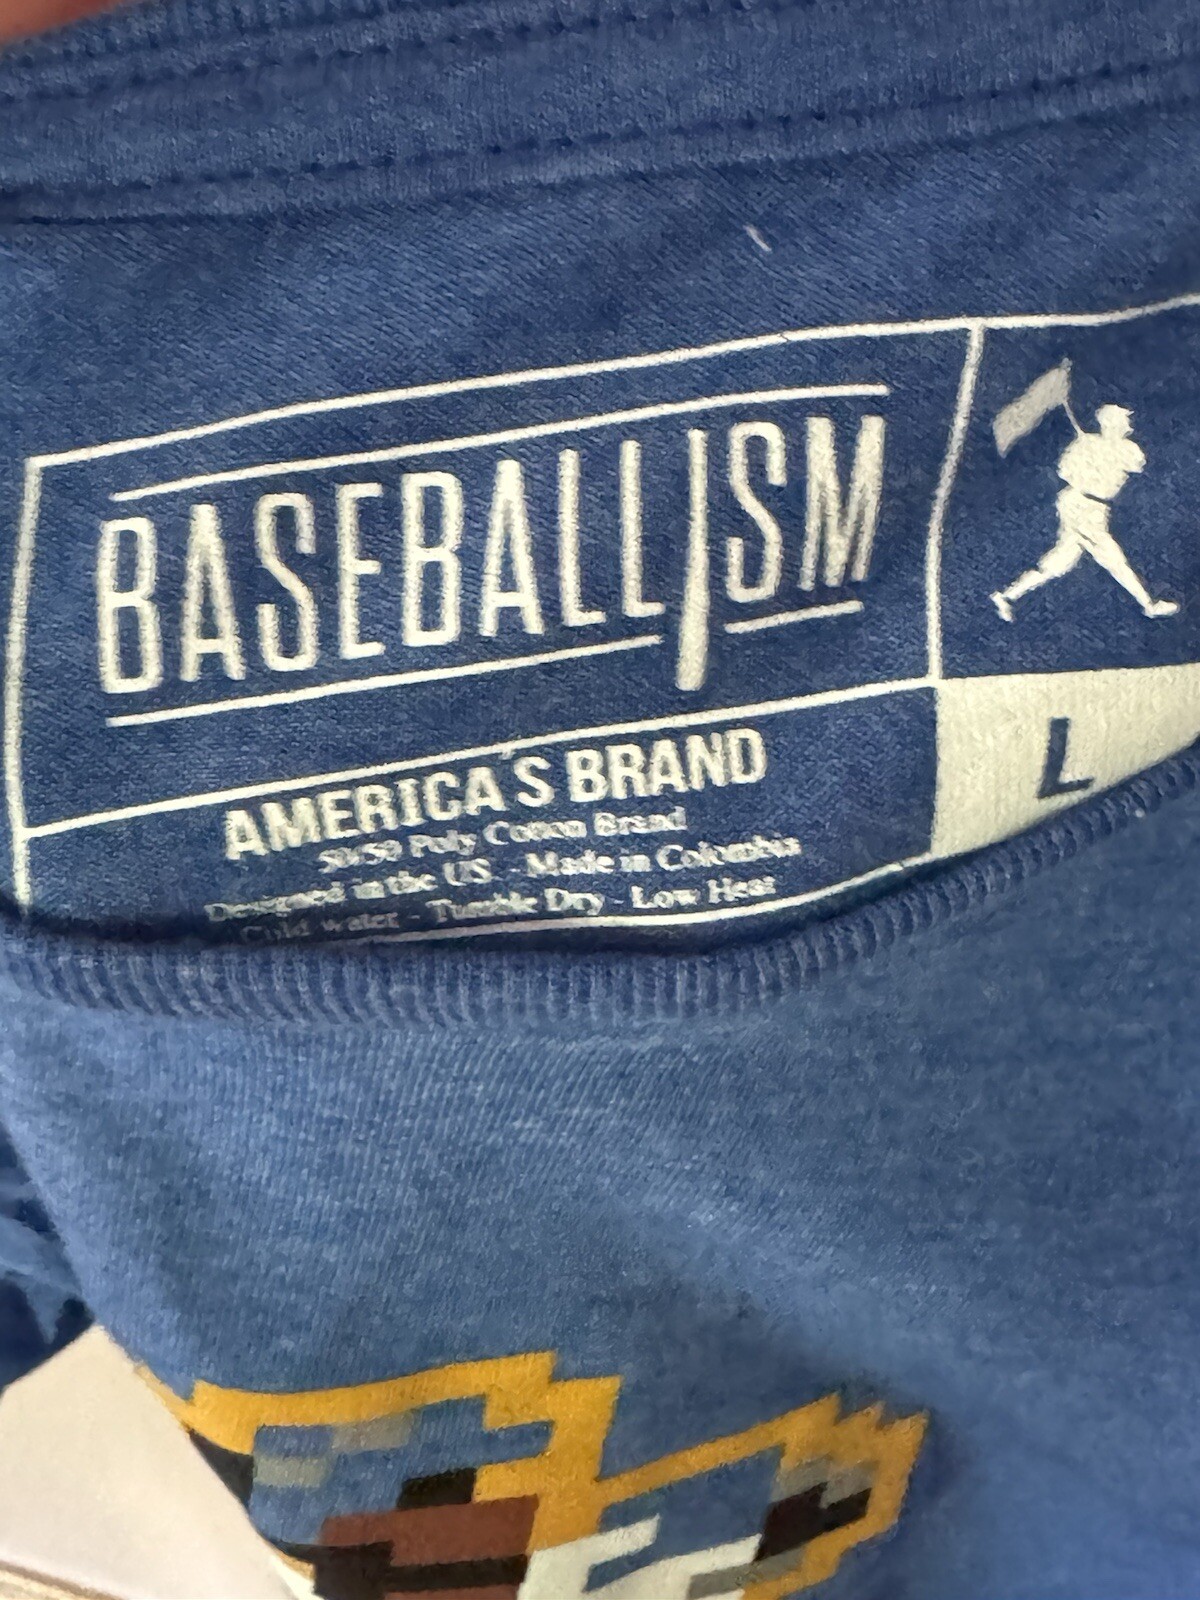 BASEBALLISM
L
AMERICA'S BRAND
50/50 Poly Cotton Brand
Designed in the US. - Made in Colombia
Cold water - Tumble Dry - Low Heat